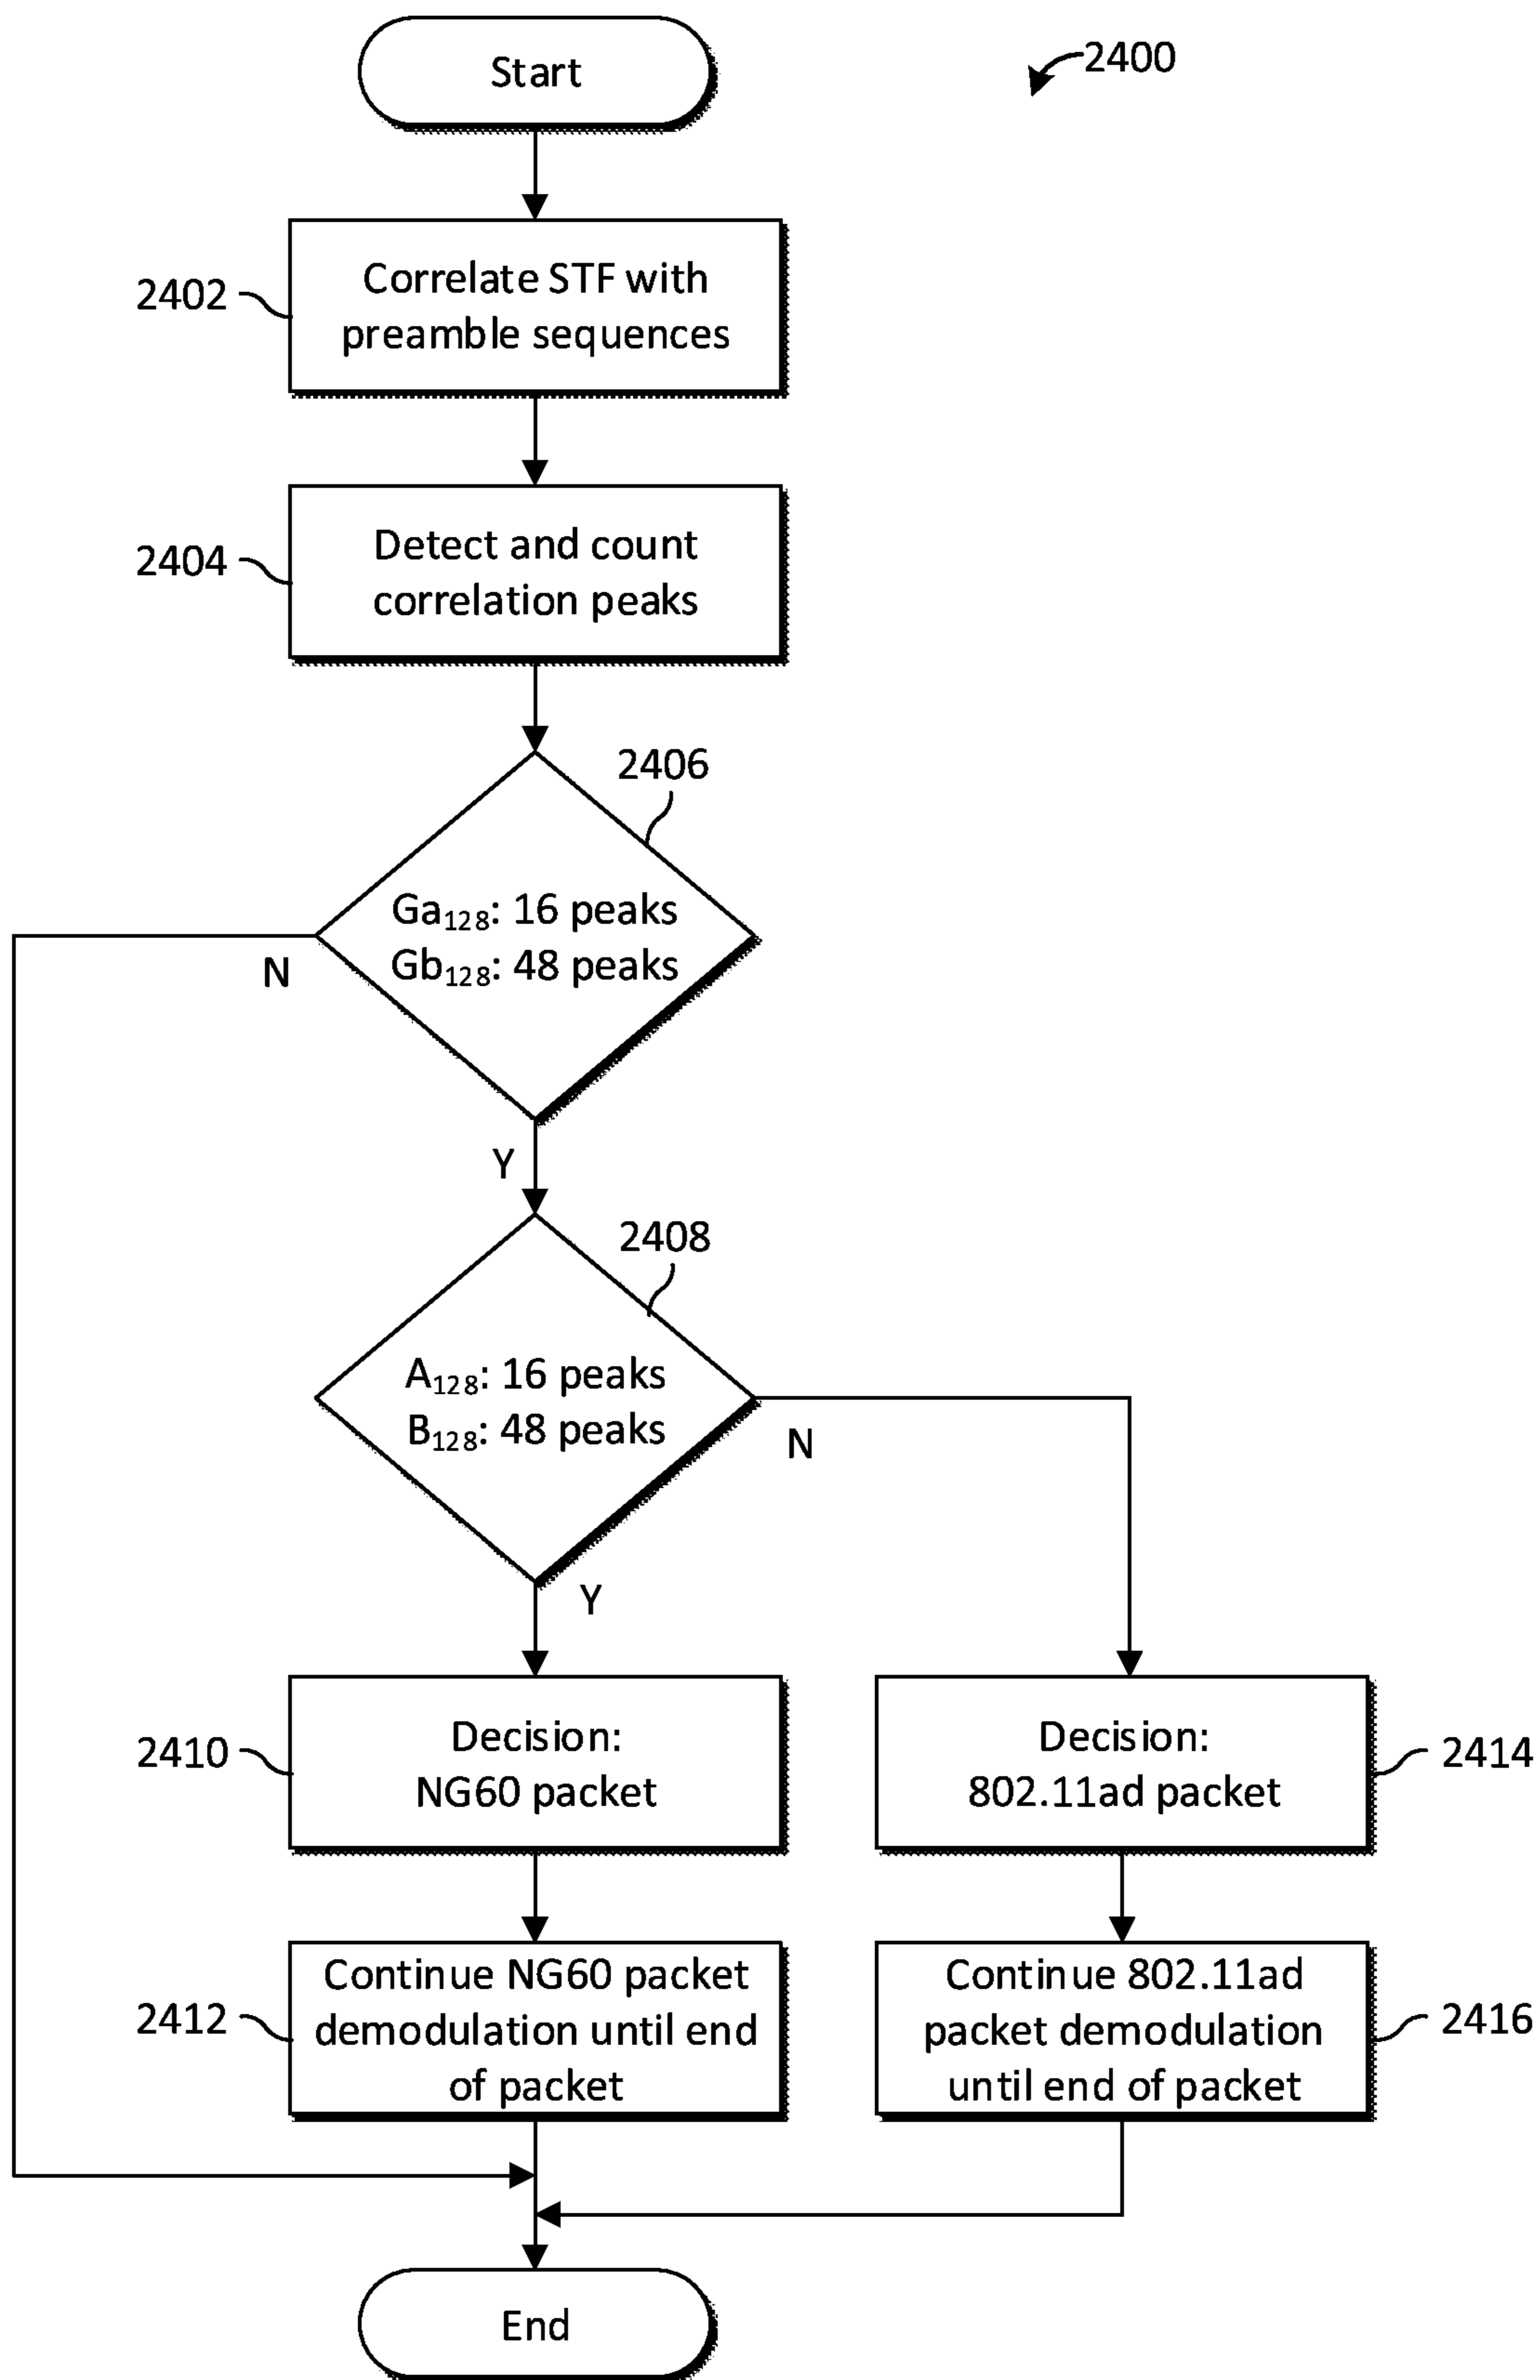 Start
2400
2402
Correlate STF with
preamble sequences
2404
Detect and count
correlation peaks
2406
Ga₁₂₈: 16 peaks
Gb₁₂₈: 48 peaks
N
Y
2408
A₁₂₈: 16 peaks
B₁₂₈: 48 peaks
N
Y
2410
Decision:
NG60 packet
Decision:
802.11ad packet
2414
2412
Continue NG60 packet
demodulation until end
of packet
Continue 802.11ad
packet demodulation
until end of packet
2416
End